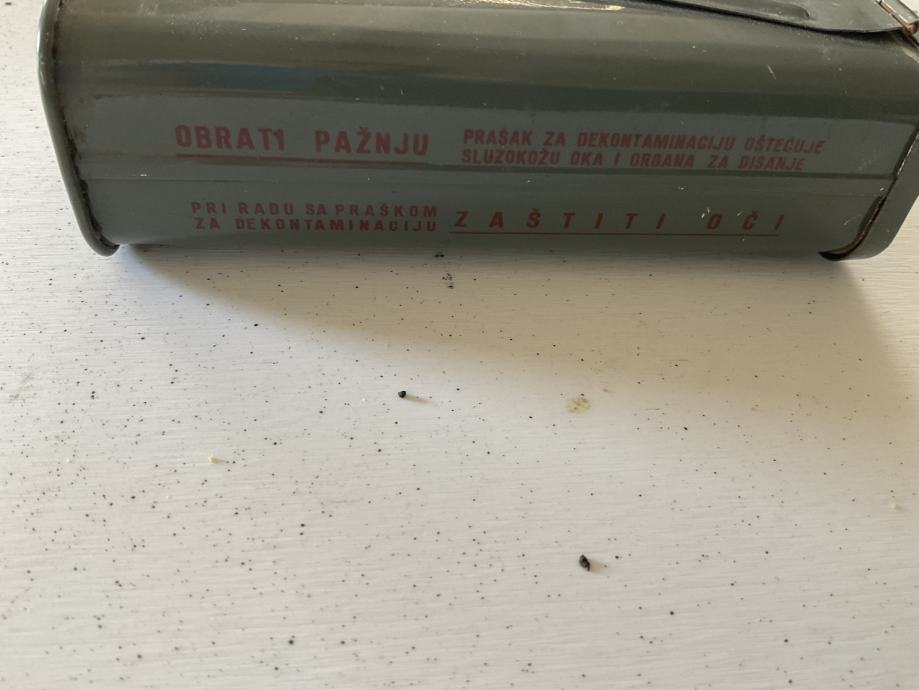 OBRATI PAŽNJU
PRAŠAK ZA DEKONTAMINACIJU OŠTEĆUJE
SLUZOKOŽU OKA I ORGANA ZA DISANJE
PRI RADU SA PRAŠKOM
ZA DEKONTAMINACIJU
ZAŠTITI OČI